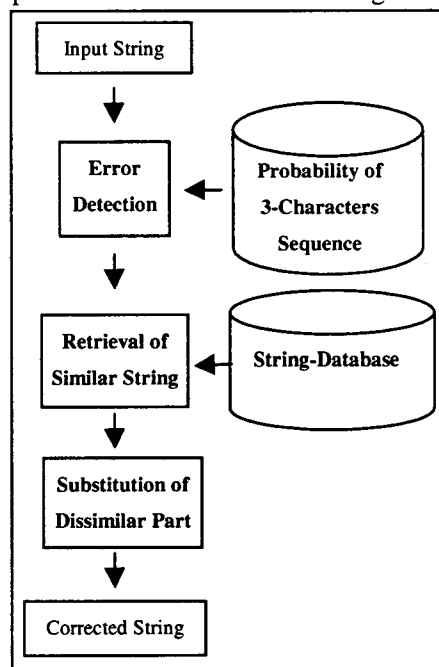 Input String
Error
Detection
Probability of
3-Characters
Sequence
Retrieval of
Similar String
String-Database
Substitution of
Dissimilar Part
Corrected String